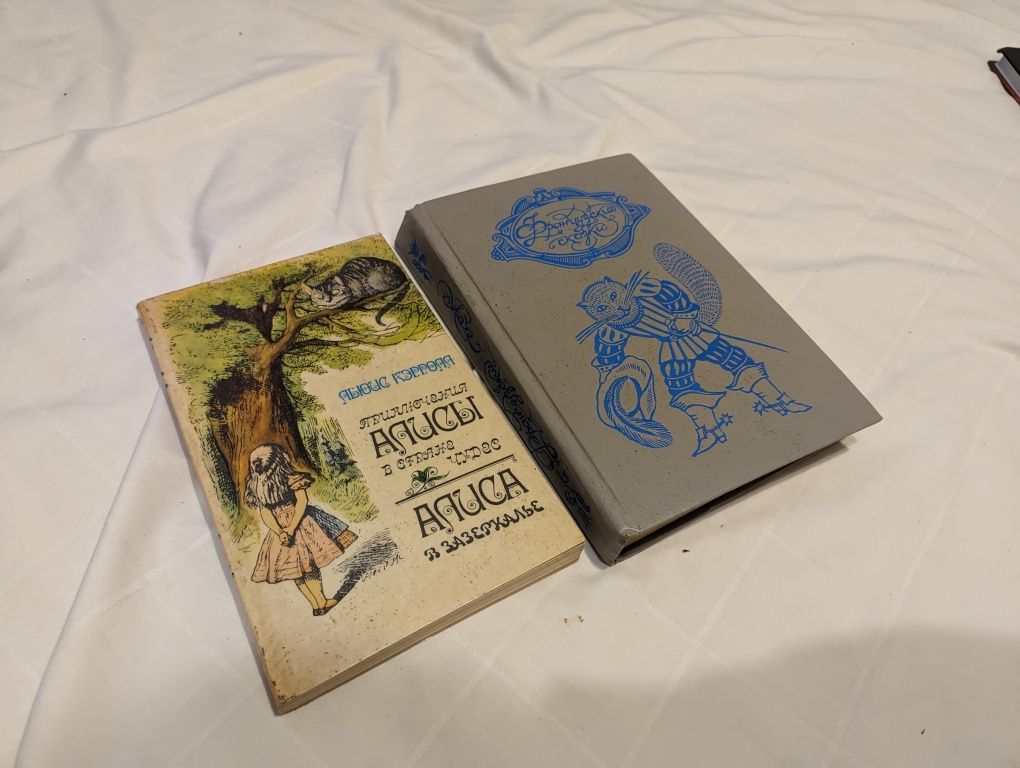 Льюис Кэрролл
Приключения
Алисы
в стране
чудес
Алиса
в Зазеркалье
Французские
сказки